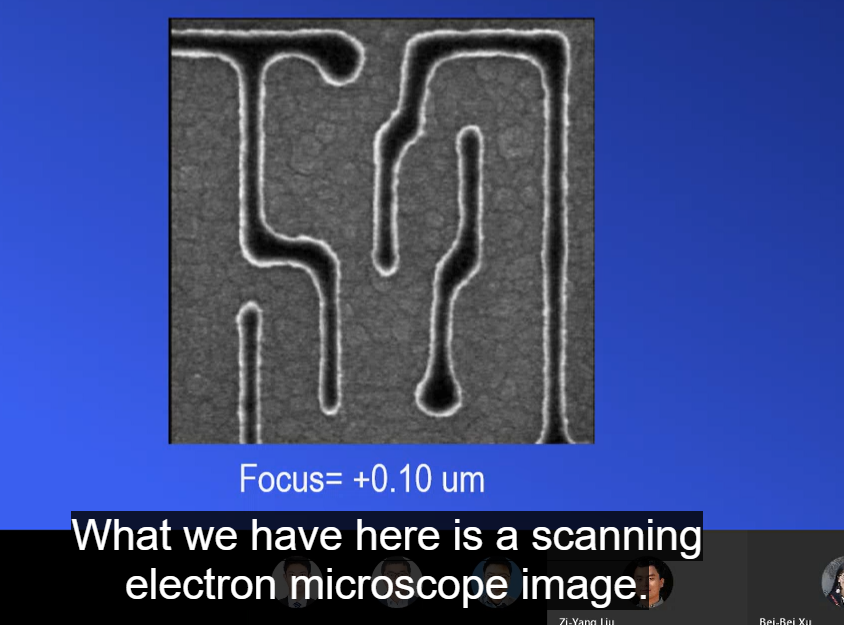 Focus= +0.10 um
What we have here is a scanning
electron microscope image.
Zi-Yang Liu
Bei-Bei Xu